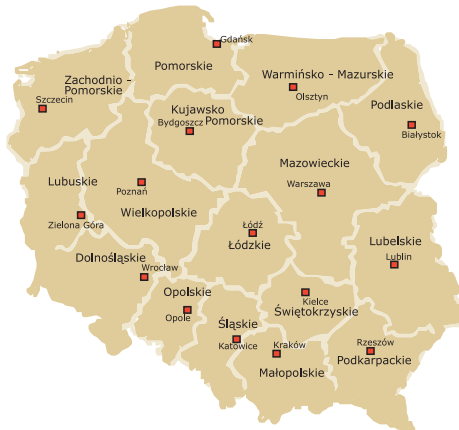 Gdańsk
Pomorskie
Zachodnio -
Pomorskie
Szczecin
Warmińsko - Mazurskie
Olsztyn
Podlaskie
Białystok
Kujawsko
Pomorskie
Bydgoszcz
Mazowieckie
Warszawa
Lubuskie
Zielona Góra
Poznań
Wielkopolskie
Łódź
Łódzkie
Lubelskie
Lublin
Dolnośląskie
Wrocław
Opolskie
Opole
Śląskie
Katowice
Kielce
Świętokrzyskie
Kraków
Małopolskie
Rzeszów
Podkarpackie